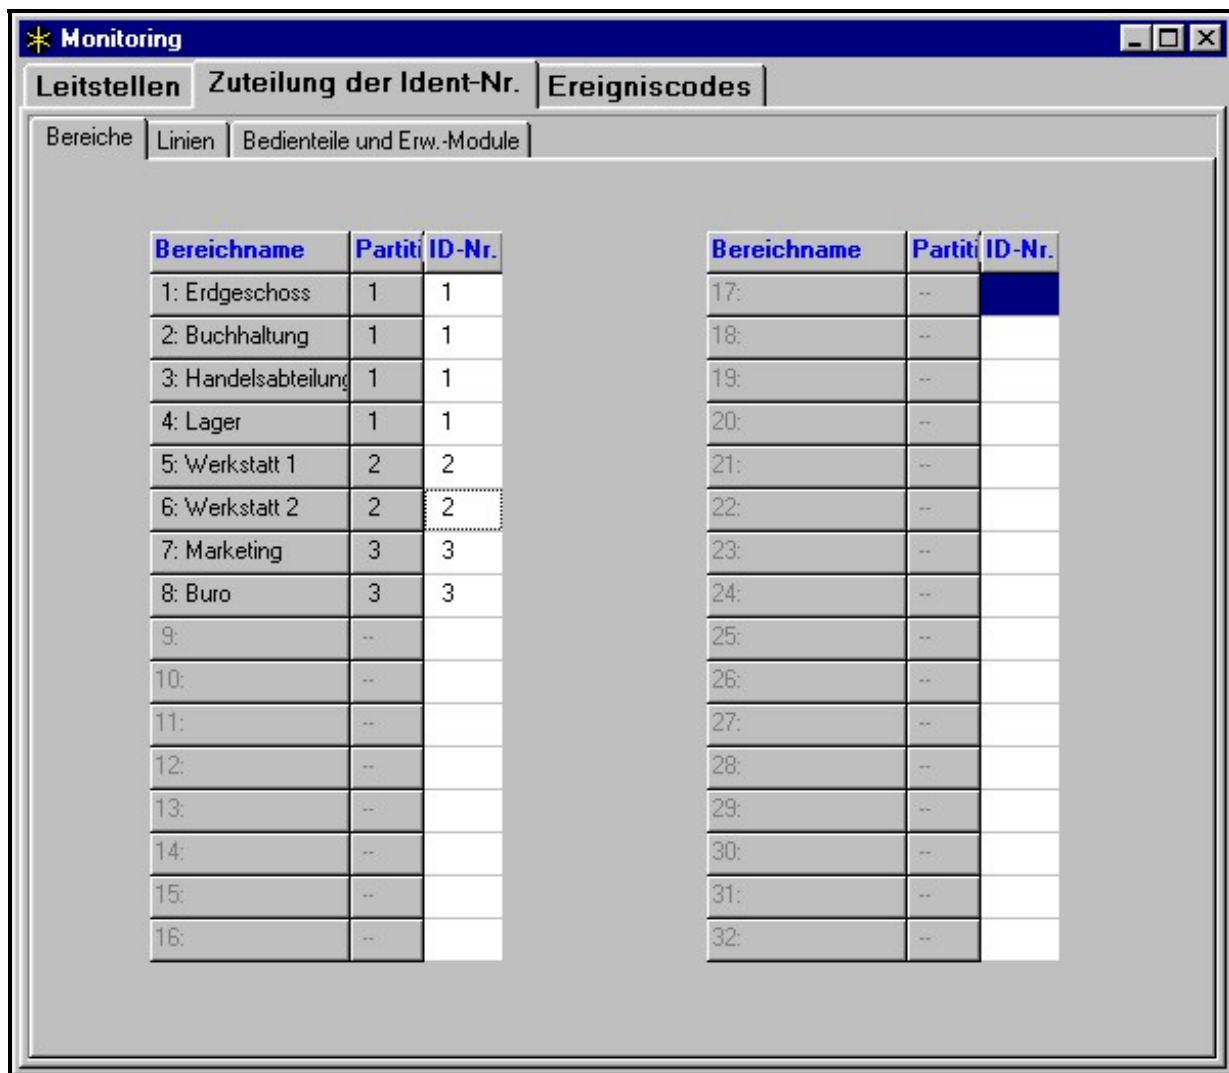 Monitoring
Leitstellen Zuteilung der Ident-Nr. Ereigniscodes
Bereiche Linien Bedienteile und Erw.-Module
Bereichname Partiti ID-Nr. Bereichname Partiti ID-Nr.
1: Erdgeschoss 1 1 17: --
2: Buchhaltung 1 1 18: --
3: Handelsabteilung 1 1 19: --
4: Lager 1 1 20: --
5: Werkstatt 1 2 2 21: --
6: Werkstatt 2 2 2 22: --
7: Marketing 3 3 23: --
8: Buro 3 3 24: --
9: -- 25: --
10: -- 26: --
11: -- 27: --
12: -- 28: --
13: -- 29: --
14: -- 30: --
15: -- 31: --
16: -- 32: --